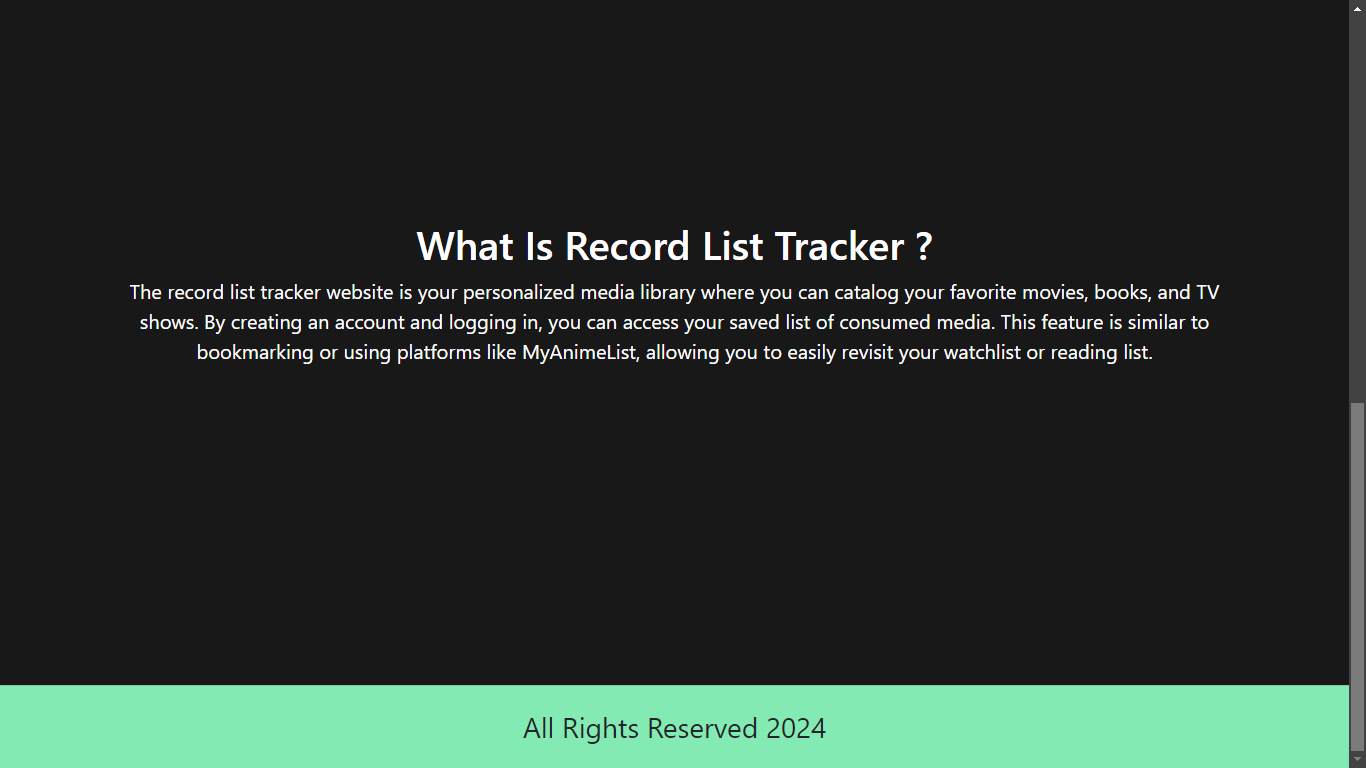 What Is Record List Tracker ?
The record list tracker website is your personalized media library where you can catalog your favorite movies, books, and TV
shows. By creating an account and logging in, you can access your saved list of consumed media. This feature is similar to
bookmarking or using platforms like MyAnimeList, allowing you to easily revisit your watchlist or reading list.
All Rights Reserved 2024